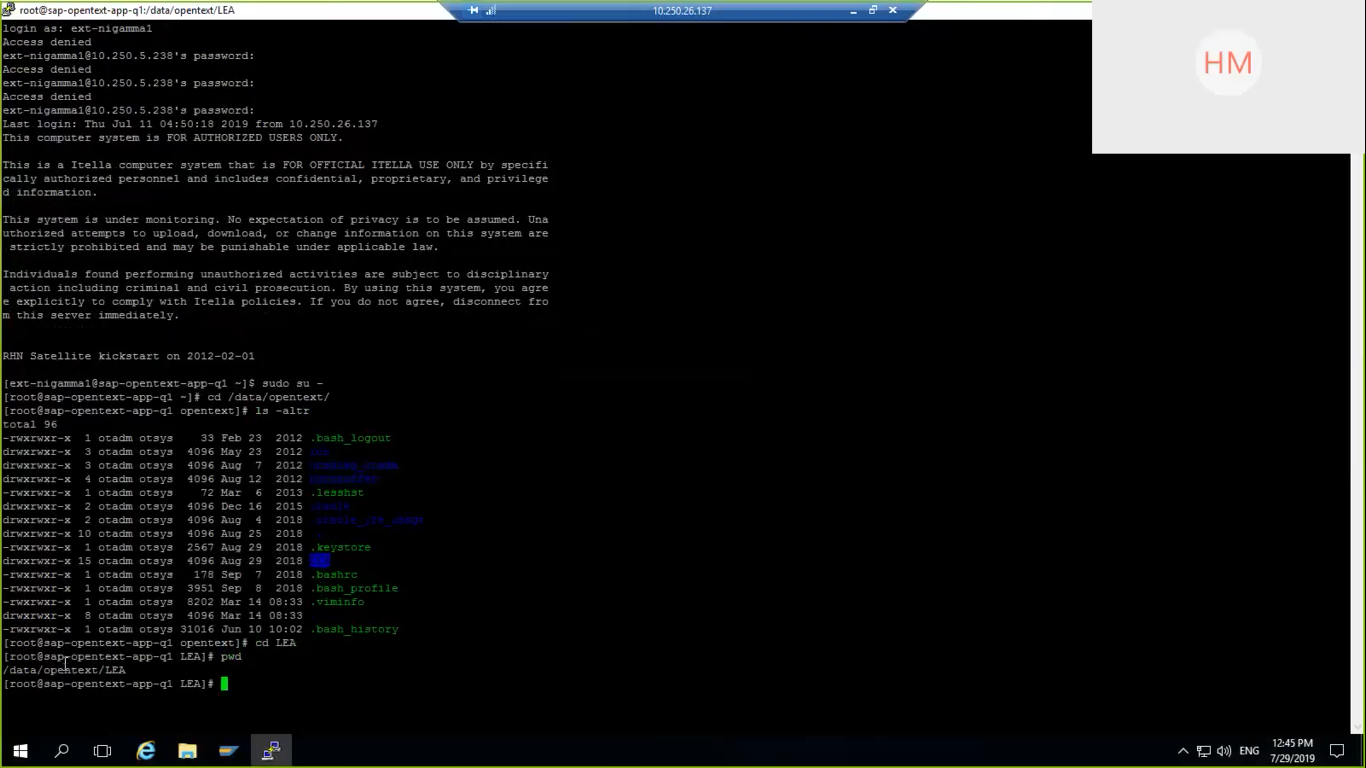 root@sap-opentext-app-q1:/data/opentext/LEA
10.250.26.137
HM
login as: ext-nigamma1
Access denied
ext-nigamma1@10.250.5.238's password:
Access denied
ext-nigamma1@10.250.5.238's password:
Access denied
ext-nigamma1@10.250.5.238's password:
Last login: Thu Jul 11 04:50:18 2019 from 10.250.26.137
This computer system is FOR AUTHORIZED USERS ONLY.
This is a Itella computer system that is FOR OFFICIAL ITELLA USE ONLY by specifi
cally authorized personnel and includes confidential, proprietary, and privilege
d information.
This system is under monitoring. No expectation of privacy is to be assumed. Una
uthorized attempts to upload, download, or change information on this system are
strictly prohibited and may be punishable under applicable law.
Individuals found performing unauthorized activities are subject to disciplinary
action including criminal and civil prosecution. By using this system, you agre
e explicitly to comply with Itella policies. If you do not agree, disconnect fro
m this server immediately.
RHN Satellite kickstart on 2012-02-01
[ext-nigamma1@sap-opentext-app-q1 ~]$ sudo su -
[root@sap-opentext-app-q1 ~]# cd /data/opentext/
[root@sap-opentext-app-q1 opentext]# ls -altr
total 96
-rwxrwxr-x 1 otadm otsys 33 Feb 23 2012 .bash_logout
drwxrwxr-x 3 otadm otsys 4096 May 23 2012
drwxrwxr-x 3 otadm otsys 4096 Aug 7 2012
drwxrwxr-x 4 otadm otsys 4096 Aug 12 2012
-rwxrwxr-x 1 otadm otsys 72 Mar 6 2013 .lesshst
drwxrwxr-x 2 otadm otsys 4096 Dec 16 2015
drwxrwxr-x 2 otadm otsys 4096 Aug 4 2018
drwxrwxr-x 10 otadm otsys 4096 Aug 25 2018
-rwxrwxr-x 1 otadm otsys 2567 Aug 29 2018 .keystore
drwxrwxr-x 15 otadm otsys 4096 Aug 29 2018
-rwxrwxr-x 1 otadm otsys 178 Sep 7 2018 .bashrc
-rwxrwxr-x 1 otadm otsys 3951 Sep 8 2018 .bash_profile
-rwxrwxr-x 1 otadm otsys 8202 Mar 14 08:33 .viminfo
drwxrwxr-x 8 otadm otsys 4096 Mar 14 08:33
-rwxrwxr-x 1 otadm otsys 31016 Jun 10 10:02 .bash_history
[root@sap-opentext-app-q1 opentext]# cd LEA
[root@sap-opentext-app-q1 LEA]# pwd
/data/opentext/LEA
[root@sap-opentext-app-q1 LEA]#
ENG
12:45 PM
7/29/2019